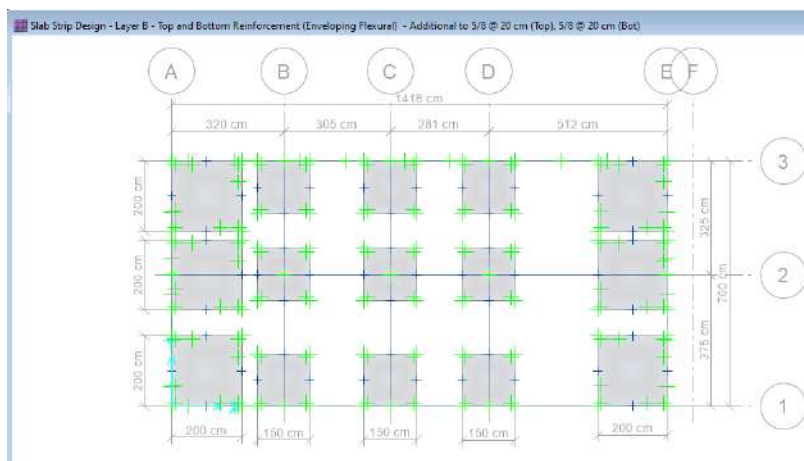 Slab Strip Design - Layer B - Top and Bottom Reinforcement (Enveloping Flexural) - Additional to 5/8 @ 20 cm (Top), 5/8 @ 20 cm (Bot)
A B C D E F
1418 cm
320 cm 305 cm 281 cm 512 cm
3
200 cm
325 cm
200 cm
2
700 cm
375 cm
200 cm
1
200 cm 150 cm 150 cm 150 cm 200 cm